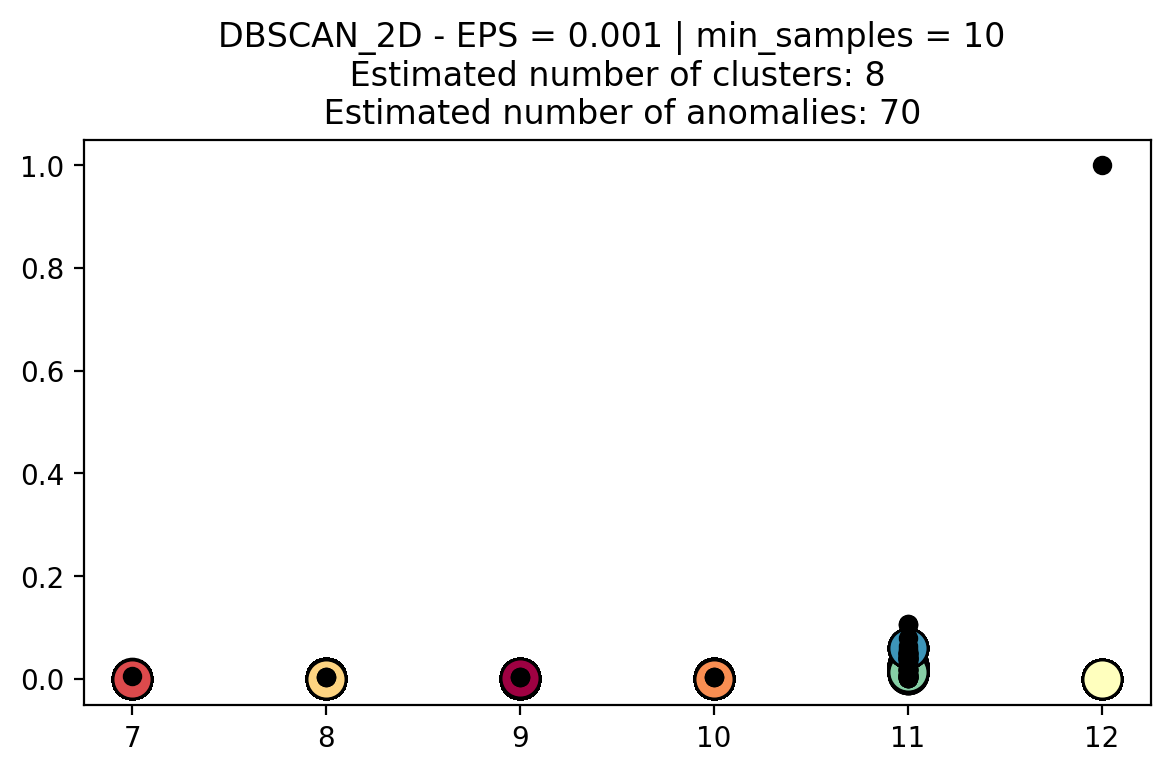 DBSCAN_2D - EPS = 0.001 | min_samples = 10
Estimated number of clusters: 8
Estimated number of anomalies: 70
1.0
0.8
0.6
0.4
0.2
0.0
7 8 9 10 11 12